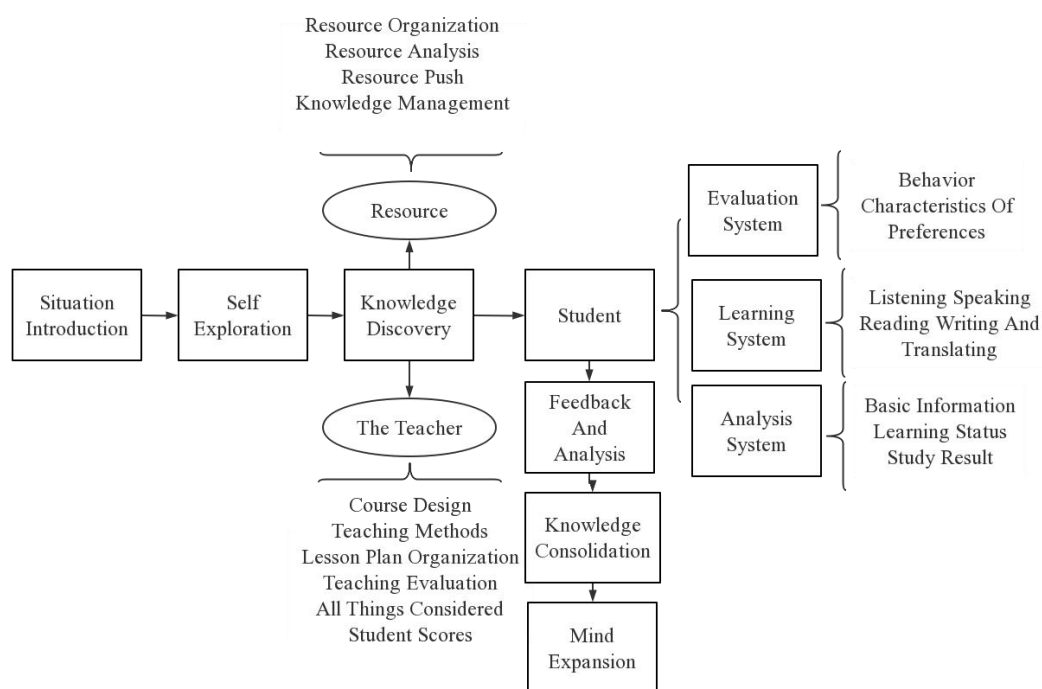 Resource Organization
Resource Analysis
Resource Push
Knowledge Management
Resource
Situation
Introduction
Self
Exploration
Knowledge
Discovery
The Teacher
Course Design
Teaching Methods
Lesson Plan Organization
Teaching Evaluation
All Things Considered
Student Scores
Student
Feedback
And
Analysis
Knowledge
Consolidation
Mind
Expansion
Evaluation
System
Behavior
Characteristics Of
Preferences
Learning
System
Listening Speaking
Reading Writing And
Translating
Analysis
System
Basic Information
Learning Status
Study Result